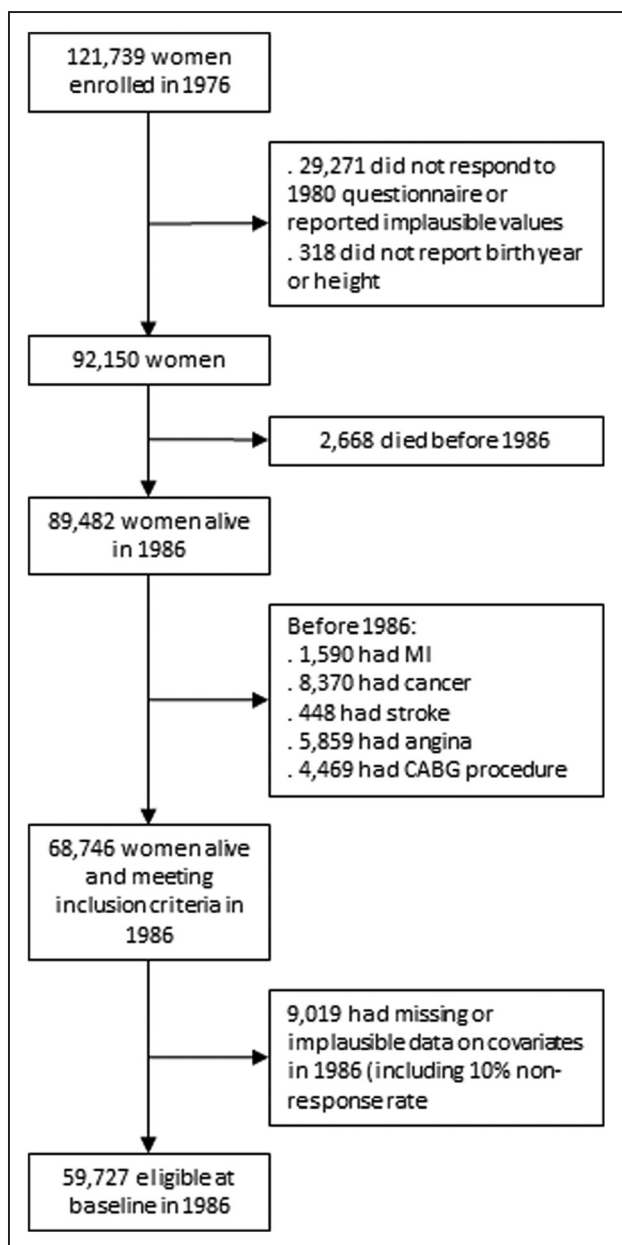 121,739 women
enrolled in 1976
. 29,271 did not respond to
1980 questionnaire or
reported implausible values
. 318 did not report birth year
or height
92,150 women
2,668 died before 1986
89,482 women alive
in 1986
Before 1986:
. 1,590 had MI
. 8,370 had cancer
. 448 had stroke
. 5,859 had angina
. 4,469 had CABG procedure
68,746 women alive
and meeting
inclusion criteria in
1986
9,019 had missing or
implausible data on covariates
in 1986 (including 10% non-
response rate
59,727 eligible at
baseline in 1986